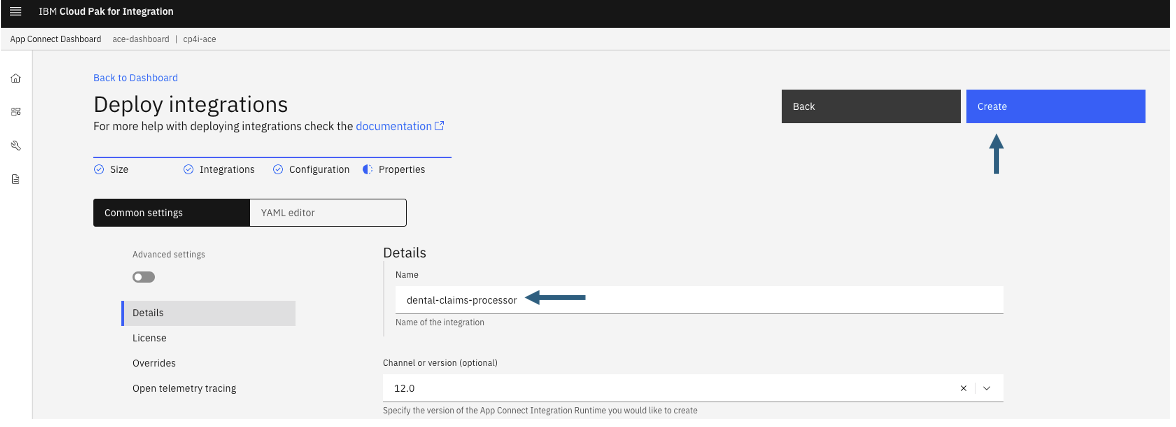 IBM Cloud Pak for Integration
App Connect Dashboard ace-dashboard | cp4i-ace
Back to Dashboard
Deploy integrations
For more help with deploying integrations check the documentation
Back
Create
Size Integrations Configuration Properties
Common settings YAML editor
Advanced settings
Details
License
Overrides
Open telemetry tracing
Details
Name
dental-claims-processor
Name of the integration
Channel or version (optional)
12.0
Specify the version of the App Connect Integration Runtime you would like to create